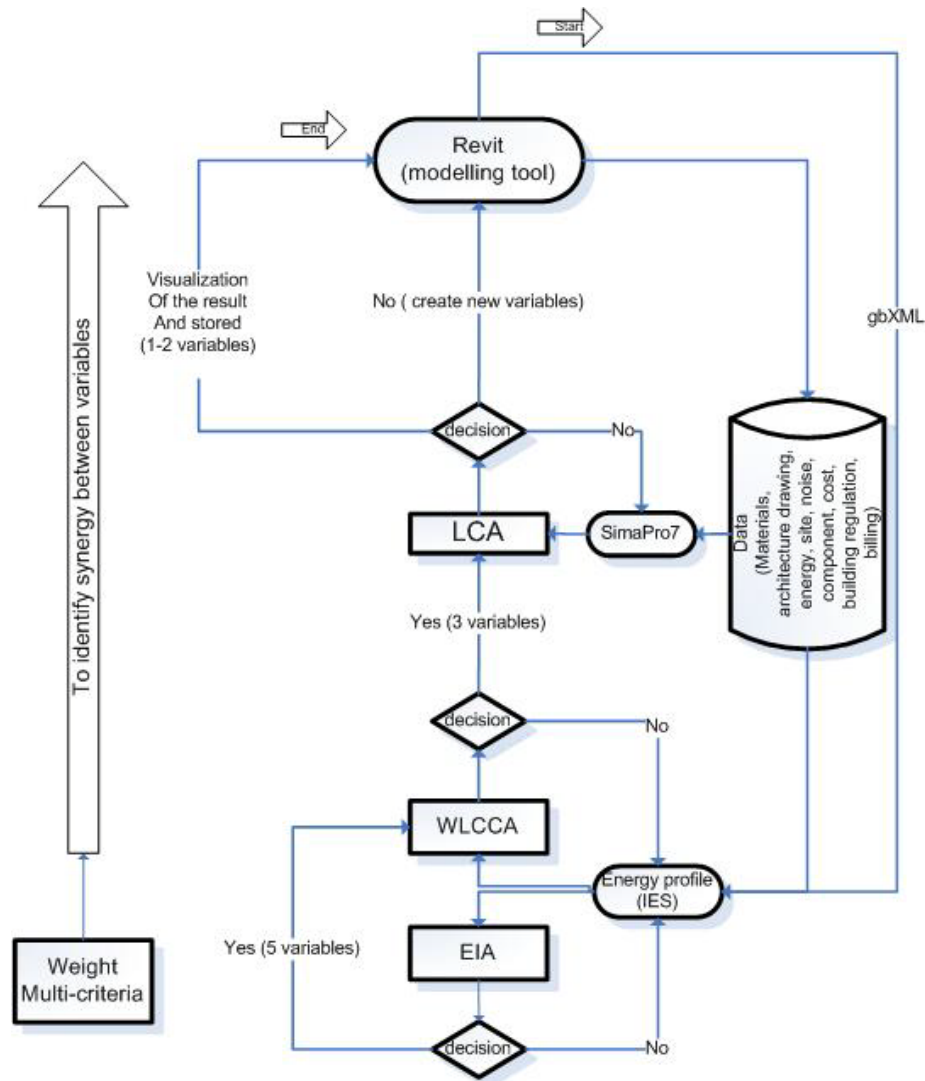 Start
End
Revit
(modelling tool)
Visualization
Of the result
And stored
(1-2 variables)
No ( create new variables)
gbXML
decision
No
LCA
SimaPro7
Data
(Materials,
architecture drawing,
energy, site, noise,
component, cost,
building regulation,
billing)
To identify synergy between variables
Yes (3 variables)
decision
No
WLCCA
Energy profile
(IES)
Yes (5 variables)
EIA
Weight
Multi-criteria
decision
No